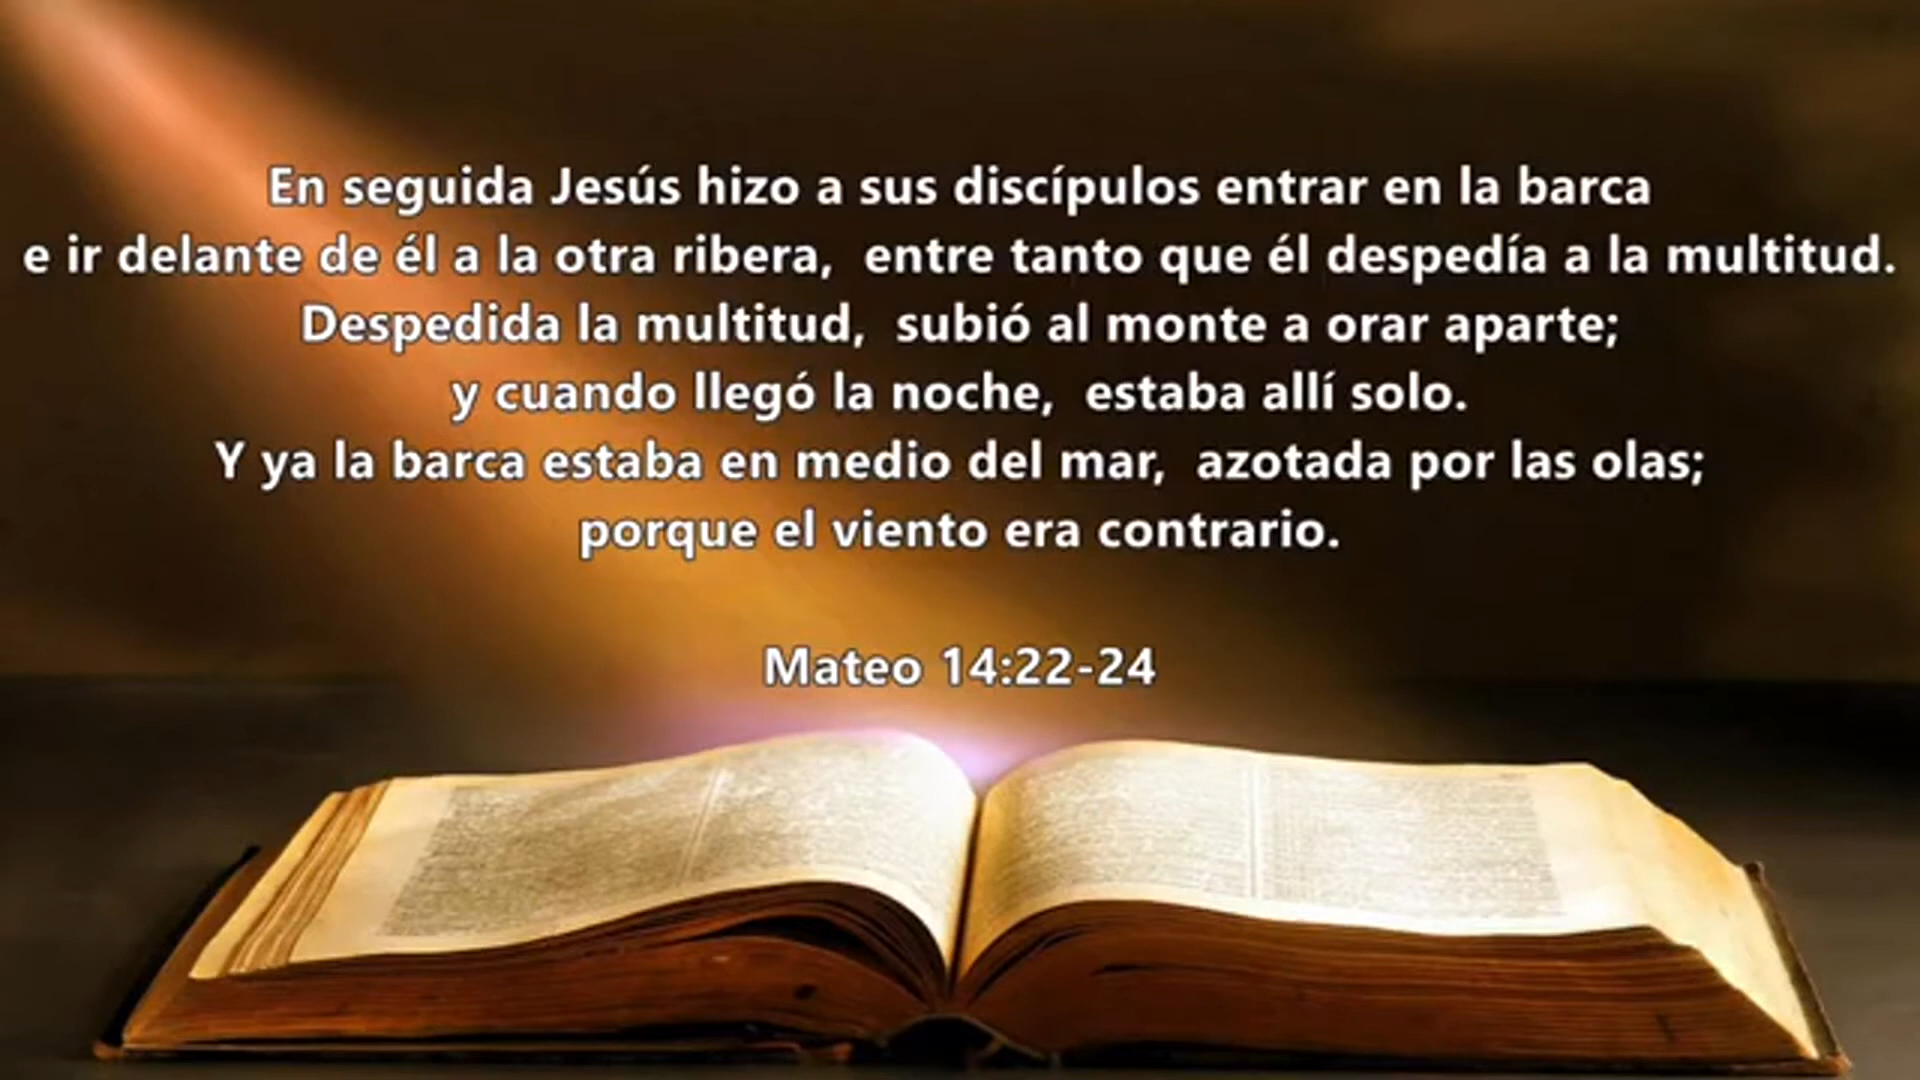 En seguida Jesús hizo a sus discípulos entrar en la barca
e ir delante de él a la otra ribera, entre tanto que él despedía a la multitud.
Despedida la multitud, subió al monte a orar aparte;
y cuando llegó la noche, estaba allí solo.
Y ya la barca estaba en medio del mar, azotada por las olas;
porque el viento era contrario.
Mateo 14:22-24